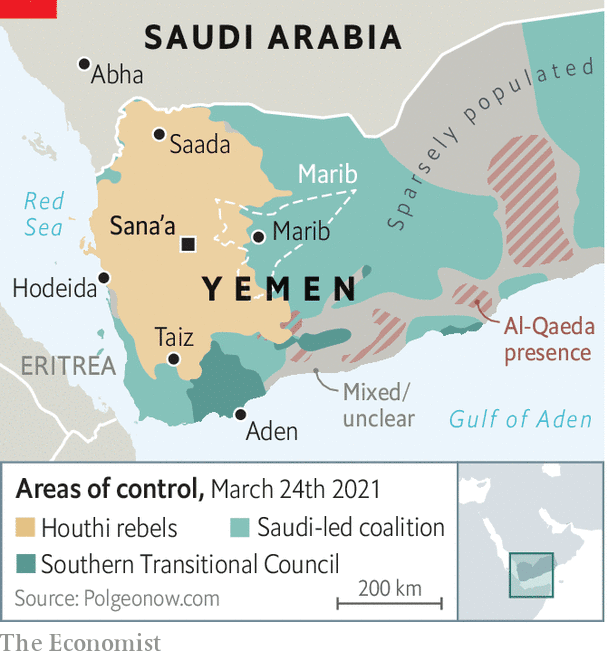 SAUDI ARABIA
Abha
Sparsely populated
Saada
Red
Sea
Marib
Sana'a
Marib
Hodeida
YEMEN
Taiz
Al-Qaeda
presence
ERITREA
Mixed/
unclear
Gulf of Aden
Aden
Areas of control, March 24th 2021
Houthi rebels
Saudi-led coalition
Southern Transitional Council
Source: Polgeonow.com
200 km
The Economist